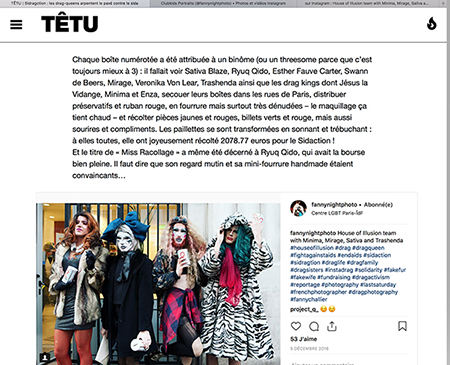 TÊTU | Sidragction : les drag-queens arpentent le pavé contre le sida
Clubkids Portraits (@fannynightphoto) • Photos et vidéos Instagram
sur Instagram : House of Illusion team with Minima, Mirage, Sativa a...
TÊTU
Chaque boîte numérotée a été attribuée à un binôme (ou un threesome parce que c'est
toujours mieux à 3) : il fallait voir Sativa Blaze, Ryuq Qido, Esther Fauve Carter, Swann
de Beers, Mirage, Veronika Von Lear, Trashenda ainsi que les drag kings dont Jésus la
Vidange, Minima et Enza, secouer leurs boîtes dans les rues de Paris, distribuer
préservatifs et ruban rouge, en fourrure mais surtout très dénudées – le maquillage ça
tient chaud – et récolter pièces jaunes et rouges, billets verts et rouge, mais aussi
sourires et compliments. Les paillettes se sont transformées en sonnant et trébuchant :
à elles toutes, elle ont joyeusement récolté 2078.77 euros pour le Sidaction !
Et le titre de « Miss Racollage » a même été décerné à Ryuq Qido, qui avait la bourse
bien pleine. Il faut dire que son regard mutin et sa mini-fourrure handmade étaient
convaincants...
fannynightphoto • Abonné(e)
Centre LGBT Paris-ÎdF
fannynightphoto House of Illusion team
with Minima, Mirage, Sativa and Trashenda
#houseofillusion #drag #dragqueen
#fightagainstaids #endaids #sidaction
#sidragtion #draglife #dragfamily
#dragsisters #instadrag #solidarity #fakefur
#fakewife #fundraising #dragactivism
#reportage #photography #lastsaturday
#frenchphotographer #dragphotography
#fannychallier
project_q_
53 J'aime
5 DÉCEMBRE 2016
Ajouter un commentaire...